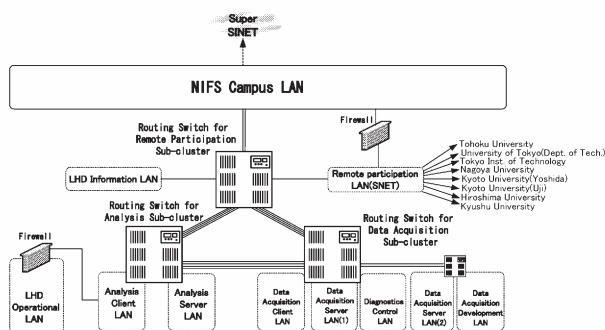 Super
SINET
NIFS Campus LAN
Routing Switch for
Remote Participation
Sub-cluster
Firewall
LHD Information LAN
Remote participation
LAN(SNET)
Tohoku University
University of Tokyo(Dept. of Tech.)
Tokyo Inst. of Technology
Nagoya University
Kyoto University(Yoshida)
Kyoto University(Uji)
Hiroshima University
Kyushu University
Routing Switch for
Analysis Sub-cluster
Routing Switch for
Data Acquisition
Sub-cluster
Firewall
LHD
Operational
LAN
Analysis
Client
LAN
Analysis
Server
LAN
Data
Acquisition
Client
LAN
Data
Acquisition
Server
LAN(1)
Diagnostics
Control
LAN
Data
Acquisition
Server
LAN(2)
Data
Acquisition
Development
LAN